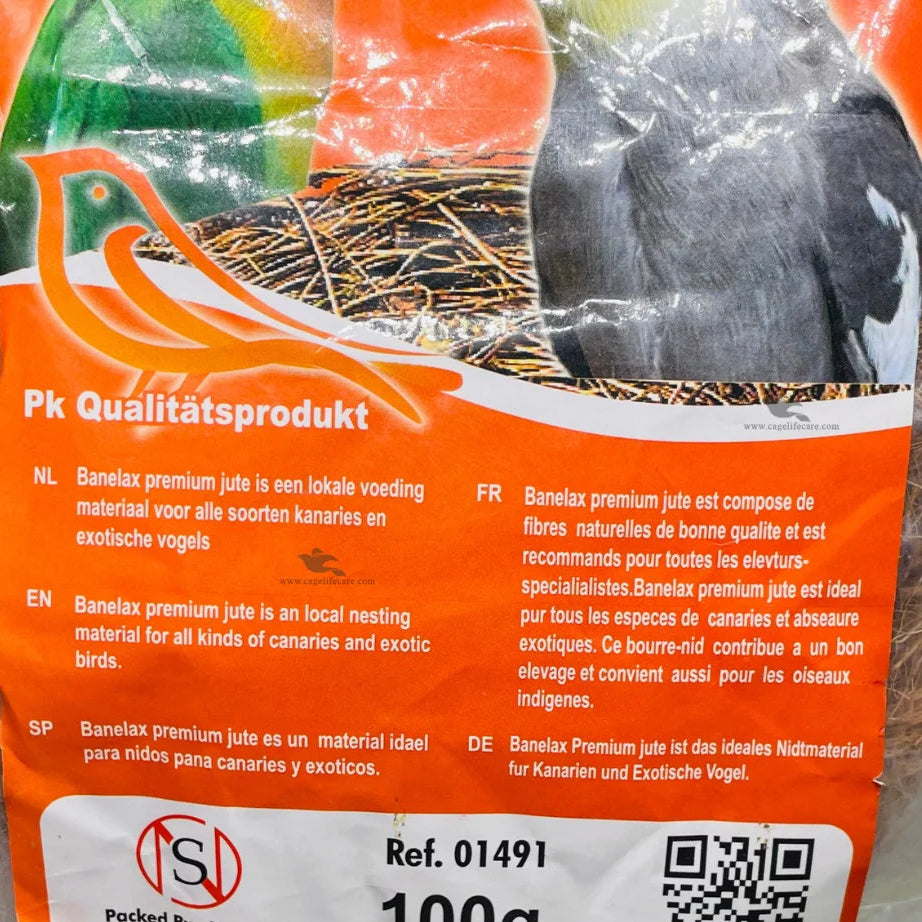 Pk Qualitätsprodukt
www.cagelifecare.com
NL
Banelax premium jute is een lokale voeding
materiaal voor alle soorten kanaries en
exotische vogels
www.cagelifecare.com
EN
Banelax premium jute is an local nesting
material for all kinds of canaries and exotic
birds.
SP
Banelax premium jute es un material idael
para nidos pana canaries y exoticos.
FR
Banelax premium jute est compose de
fibres naturelles de bonne qualite et est
recommands pour toutes les elevturs-
specialialistes.Banelax premium jute est ideal
pur tous les especes de canaries et abseaure
exotiques. Ce bourre-nid contribue a un bon
elevage et convient aussi pour les oiseaux
indigenes.
DE
Banelax Premium jute ist das ideales Nidtmaterial
fur Kanarien und Exotische Vogel.
NSN
Packed
Ref. 01491
100g